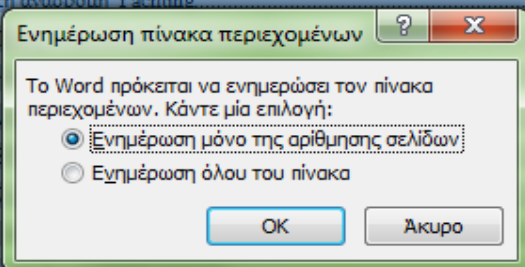 Ενημέρωση πίνακα περιεχομένων
Το Word πρόκειται να ενημερώσει τον πίνακα
περιεχομένων. Κάντε μία επιλογή:
Ενημέρωση μόνο της αρίθμησης σελίδων
Ενημέρωση όλου του πίνακα
OK
Άκυρο